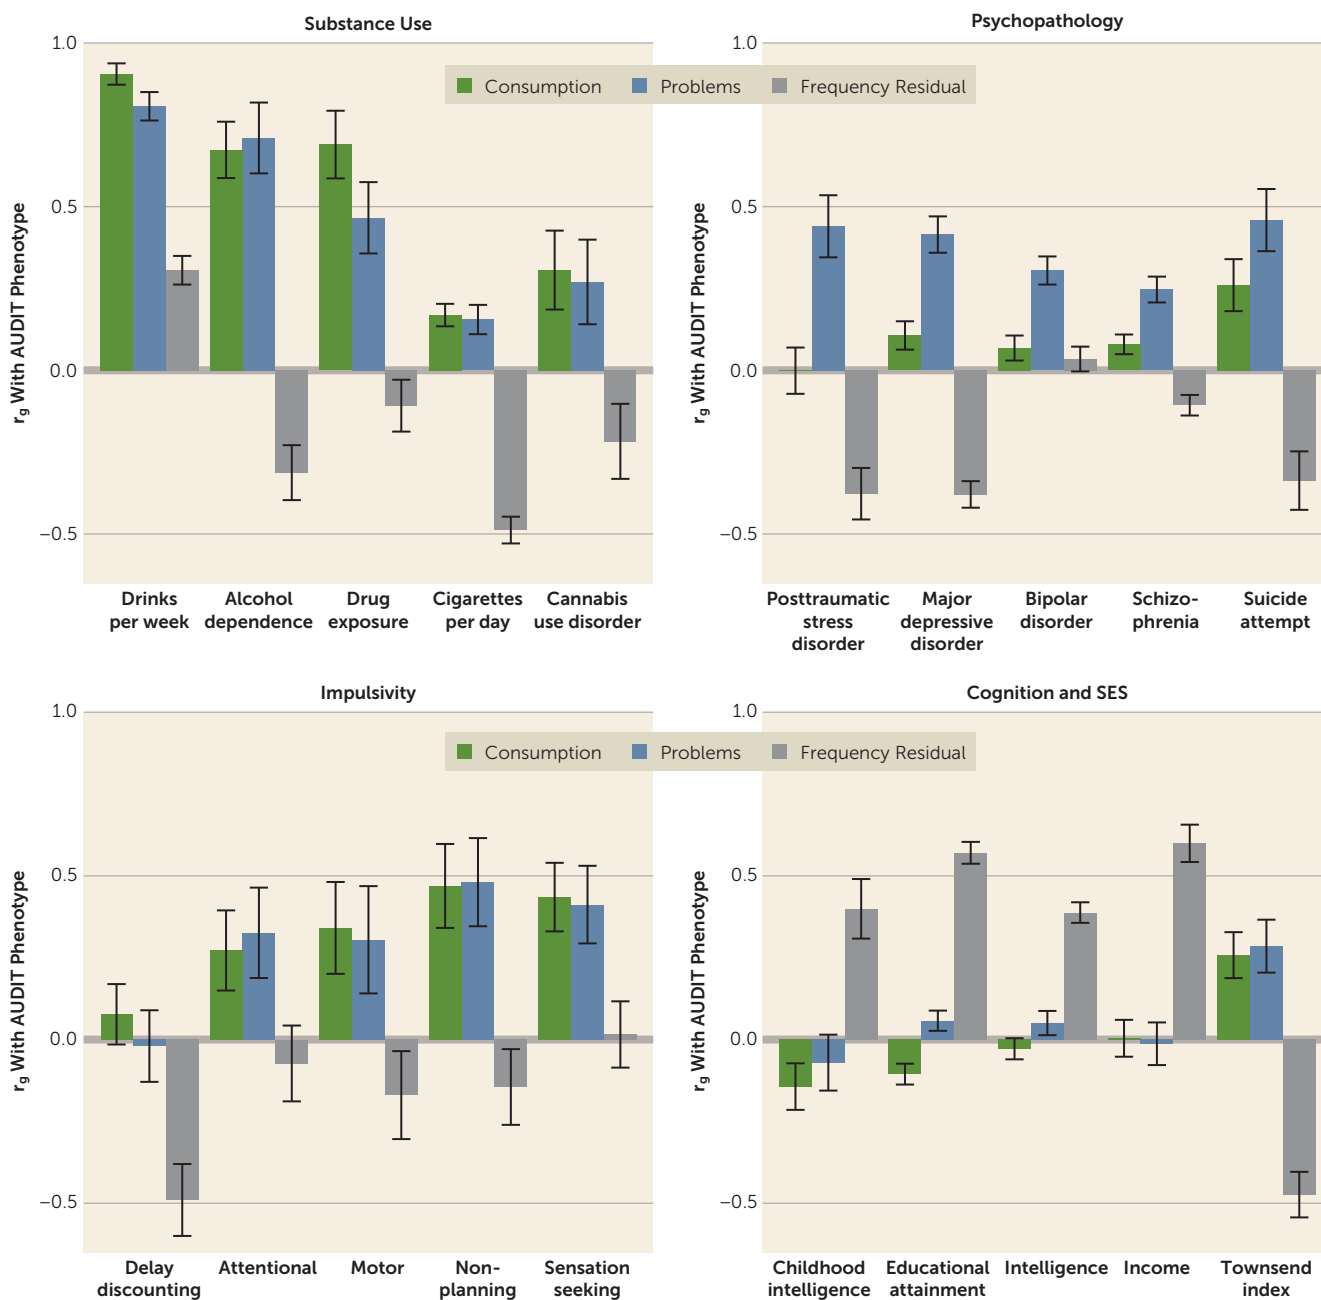 Substance Use
1.0
0.5
0.0
−0.5
r_g With AUDIT Phenotype
Consumption Problems Frequency Residual
Drinks per week
Alcohol dependence
Drug exposure
Cigarettes per day
Cannabis use disorder
Psychopathology
1.0
0.5
0.0
−0.5
r_g With AUDIT Phenotype
Posttraumatic stress disorder
Major depressive disorder
Bipolar disorder
Schizo-phrenia
Suicide attempt
Impulsivity
1.0
0.5
0.0
−0.5
r_g With AUDIT Phenotype
Consumption Problems Frequency Residual
Delay discounting
Attentional
Motor
Non-planning
Sensation seeking
Cognition and SES
1.0
0.5
0.0
−0.5
r_g With AUDIT Phenotype
Childhood intelligence
Educational attainment
Intelligence
Income
Townsend index